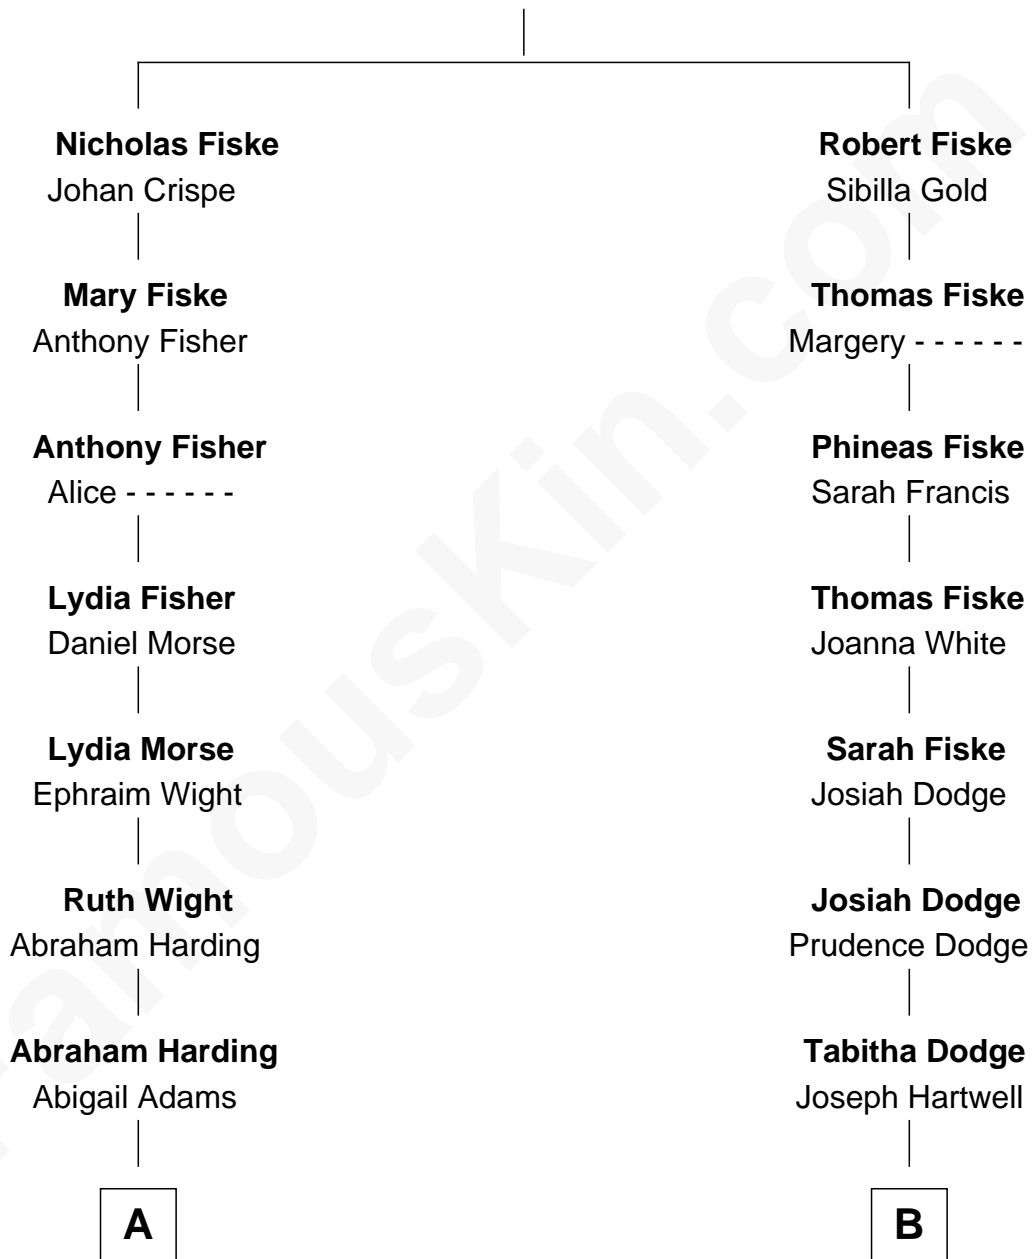 Nicholas Fiske
Johan Crispe
Mary Fiske
Anthony Fisher
Anthony Fisher
Alice - - - - - -
Lydia Fisher
Daniel Morse
Lydia Morse
Ephraim Wight
Ruth Wight
Abraham Harding
Abraham Harding
Abigail Adams
A
Robert Fiske
Sibilla Gold
Thomas Fiske
Margery - - - - - -
Phineas Fiske
Sarah Francis
Thomas Fiske
Joanna White
Sarah Fiske
Josiah Dodge
Josiah Dodge
Prudence Dodge
Tabitha Dodge
Joseph Hartwell
B
FamousKin.com